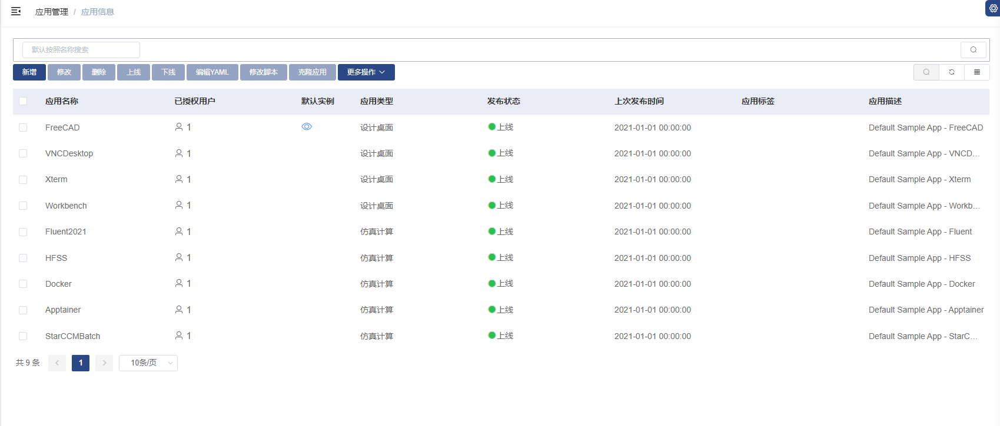 应用管理 / 应用信息
默认按照名称搜索
新增 修改 删除 上线 下线 编辑YAML 修改脚本 克隆应用 更多操作
应用名称 已授权用户 默认实例 应用类型 发布状态 上次发布时间 应用标签 应用描述
FreeCAD 1 设计桌面 上线 2021-01-01 00:00:00 Default Sample App - FreeCAD
VNCDesktop 1 设计桌面 上线 2021-01-01 00:00:00 Default Sample App - VNCD...
Xterm 1 设计桌面 上线 2021-01-01 00:00:00 Default Sample App - Xterm
Workbench 1 设计桌面 上线 2021-01-01 00:00:00 Default Sample App - Workb...
Fluent2021 1 仿真计算 上线 2021-01-01 00:00:00 Default Sample App - Fluent
HFSS 1 仿真计算 上线 2021-01-01 00:00:00 Default Sample App - HFSS
Docker 1 仿真计算 上线 2021-01-01 00:00:00 Default Sample App - Docker
Apptainer 1 仿真计算 上线 2021-01-01 00:00:00 Default Sample App - Apptainer
StarCCMBatch 1 仿真计算 上线 2021-01-01 00:00:00 Default Sample App - StarC...
共 9 条 1 10条/页